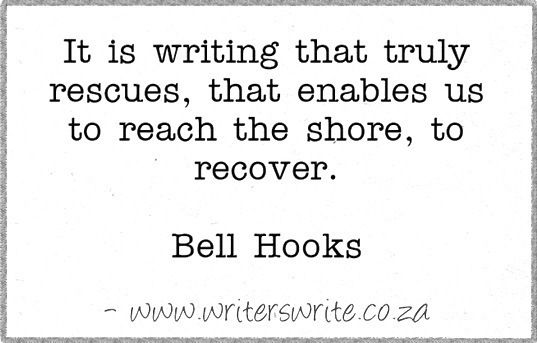 It is writing that truly
rescues, that enables us
to reach the shore, to
recover.
Bell Hooks
- www.writerswrite.co.za